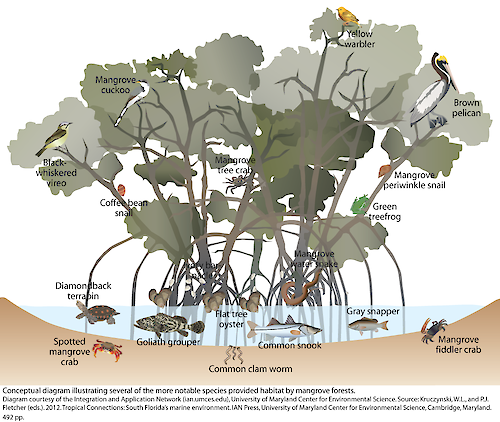 Yellow
warbler
Mangrove
cuckoo
Brown
pelican
Black-
whiskered
vireo
Mangrove
tree crab
Mangrove
periwinkle snail
Coffee bean
snail
Green
treefrog
Mangrove
water snake
Diamondback
terrapin
Flat tree
oyster
Gray snapper
Goliath grouper
Common snook
Spotted
mangrove
crab
Mangrove
fiddler crab
Common clam worm
Conceptual diagram illustrating several of the more notable species provided habitat by mangrove forests.
Diagram courtesy of the Integration and Application Network (ian.umces.edu), University of Maryland Center for Environmental Science. Source: Kruczynski, W.L., and P.J.
Fletcher (eds.). 2012. Tropical Connections: South Florida's marine environment. IAN Press, University of Maryland Center for Environmental Science, Cambridge, Maryland.
492 pp.